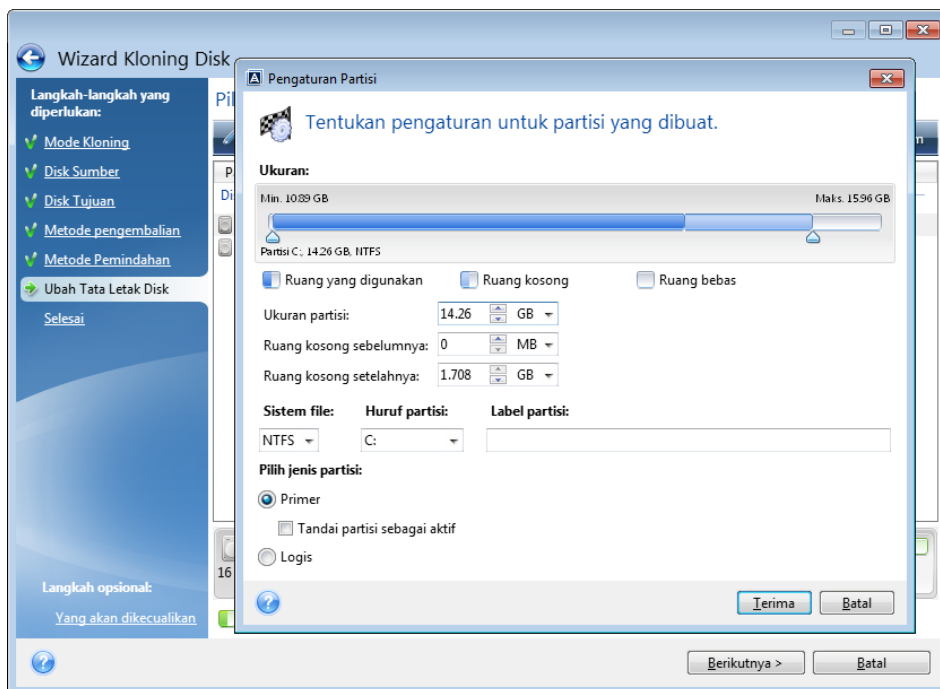 Wizard Kloning Disk
Langkah-langkah yang
diperlukan:
Mode Kloning
Disk Sumber
Disk Tujuan
Metode pengembalian
Metode Pemindahan
Ubah Tata Letak Disk
Selesai
Langkah opsional:
Yang akan dikecualikan
Pil
P
Di
m
16
Pengaturan Partisi
Tentukan pengaturan untuk partisi yang dibuat.
Ukuran:
Min. 10.89 GB Maks. 15.96 GB
Partisi C:, 14.26 GB, NTFS
Ruang yang digunakan Ruang kosong Ruang bebas
Ukuran partisi: 14.26 GB
Ruang kosong sebelumnya: 0 MB
Ruang kosong setelahnya: 1.708 GB
Sistem file: Huruf partisi: Label partisi:
NTFS C:
Pilih jenis partisi:
Primer
Tandai partisi sebagai aktif
Logis
Terima Batal
Berikutnya > Batal